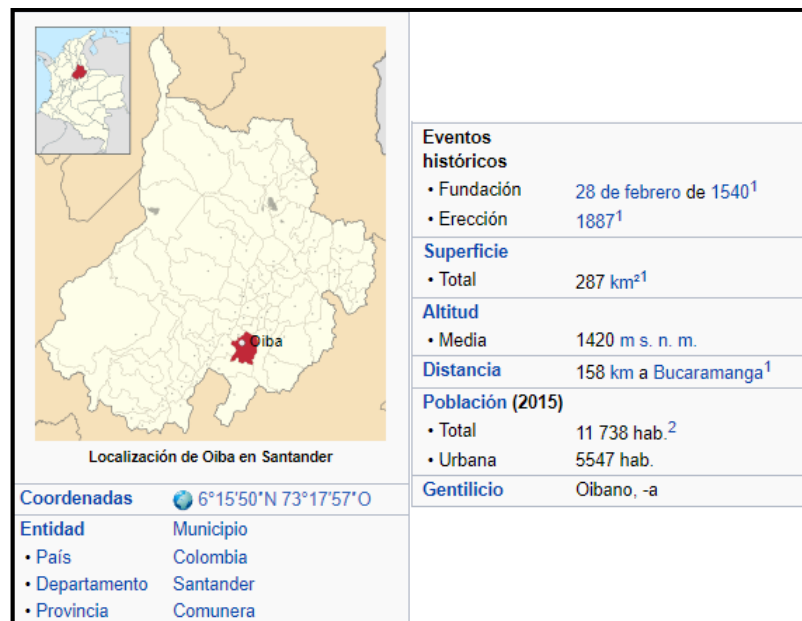 Oiba
Localización de Oiba en Santander
Coordenadas 6°15′50″N 73°17′57″O
Entidad Municipio
• País Colombia
• Departamento Santander
• Provincia Comunera
Eventos
históricos
• Fundación 28 de febrero de 1540¹
• Erección 1887¹
Superficie
• Total 287 km²¹
Altitud
• Media 1420 m s. n. m.
Distancia 158 km a Bucaramanga¹
Población (2015)
• Total 11 738 hab.²
• Urbana 5547 hab.
Gentilicio Oibano, -a